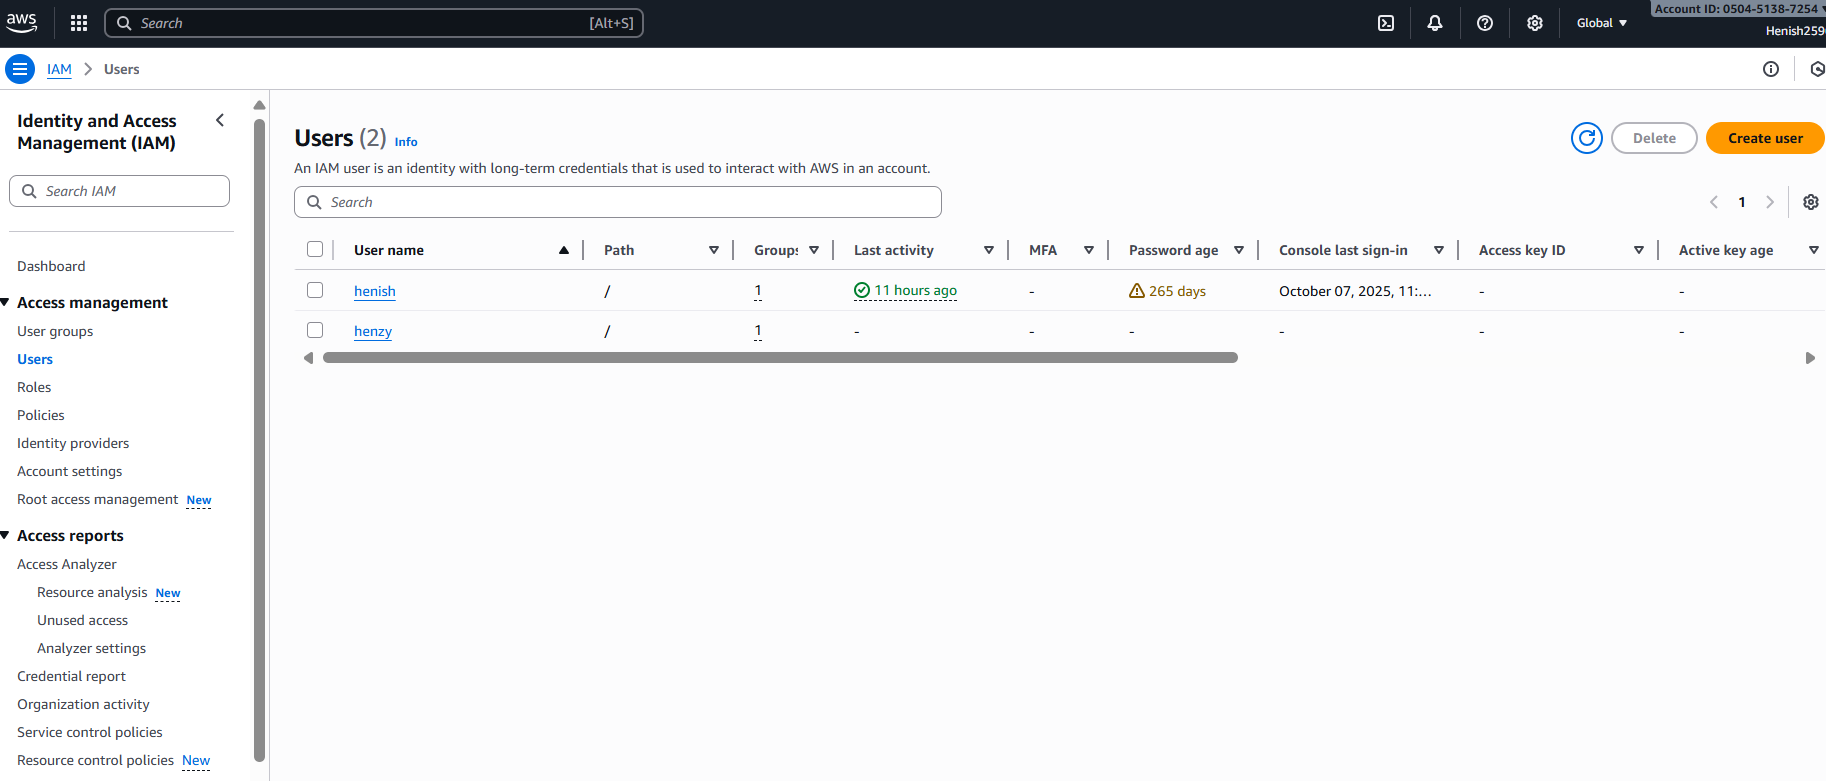 aws
Search [Alt+S]
Global
Account ID: 0504-5138-7254
Henish259
IAM > Users
Identity and Access
Management (IAM)
Search IAM
Dashboard
Access management
User groups
Users
Roles
Policies
Identity providers
Account settings
Root access management New
Access reports
Access Analyzer
Resource analysis New
Unused access
Analyzer settings
Credential report
Organization activity
Service control policies
Resource control policies New
Users (2) Info
Delete
Create user
An IAM user is an identity with long-term credentials that is used to interact with AWS in an account.
Search
1
User name Path Groups Last activity MFA Password age Console last sign-in Access key ID Active key age
henish / 1 11 hours ago - 265 days October 07, 2025, 11:... - -
henzy / 1 - - - - - -